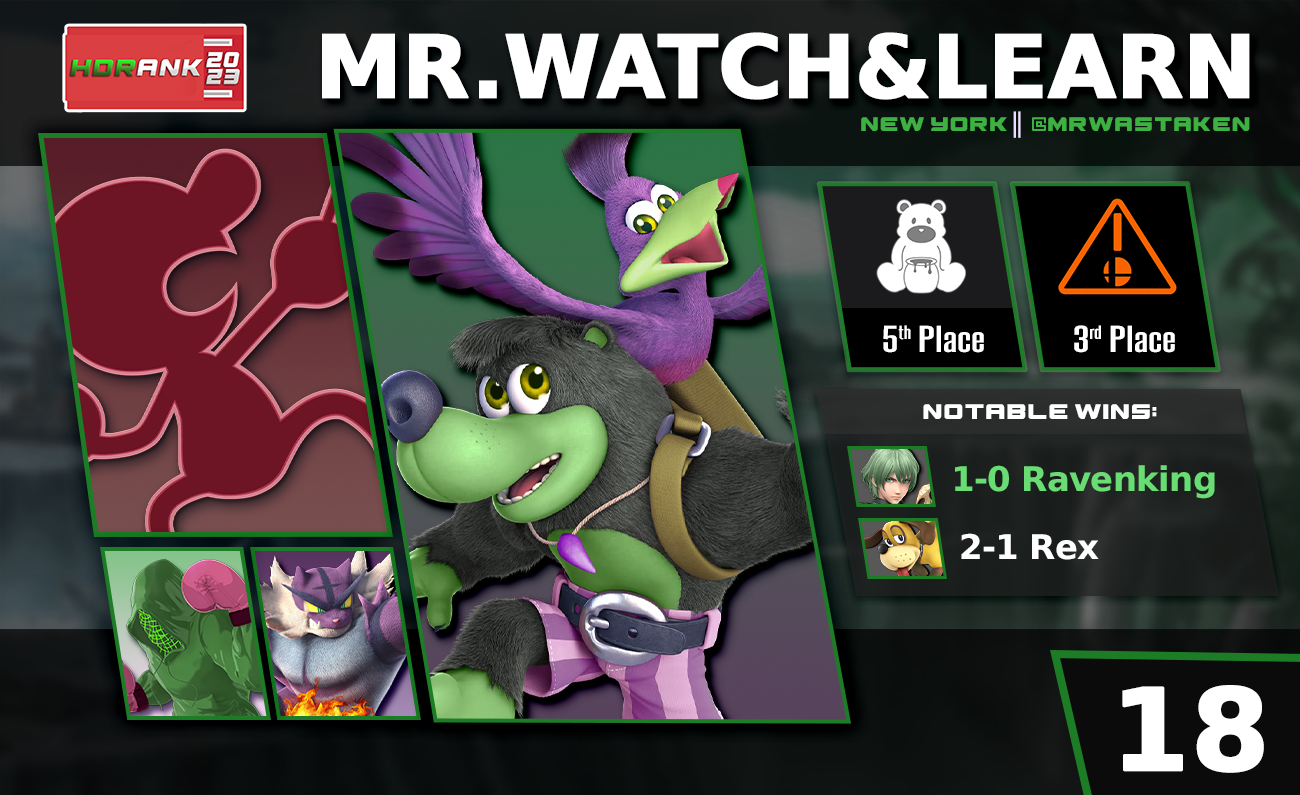 HDRANK 2023
MR.WATCH&LEARN
NEW YORK || @MRWASTAKEN
5th Place
3rd Place
NOTABLE WINS:
1-0 Ravenking
2-1 Rex
18